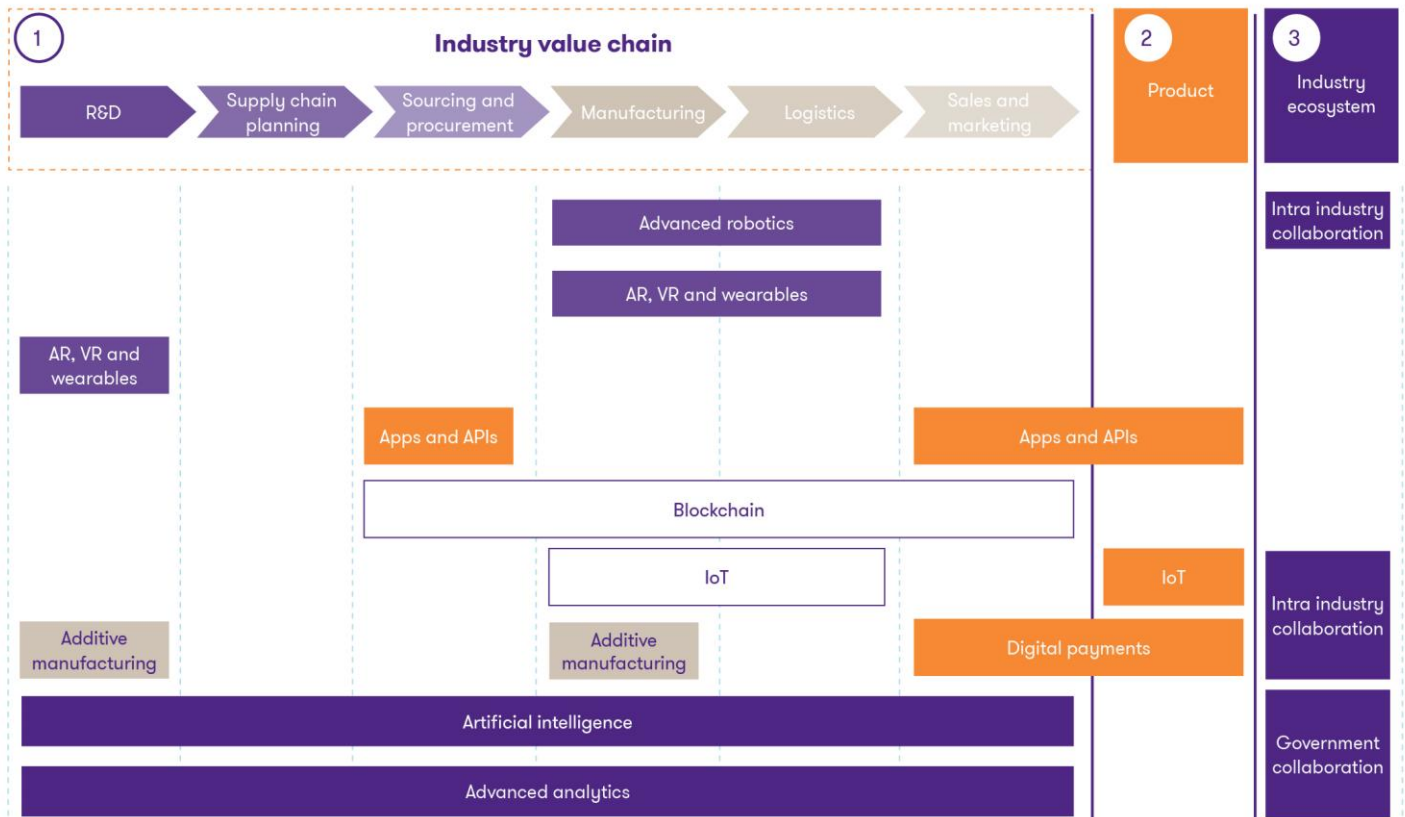 1
Industry value chain
R&D
Supply chain
planning
Sourcing and
procurement
Manufacturing
Logistics
Sales and
marketing
2
Product
3
Industry
ecosystem
Advanced robotics
Intra industry
collaboration
AR, VR and wearables
AR, VR and
wearables
Apps and APIs
Apps and APIs
Blockchain
IoT
IoT
Intra industry
collaboration
Additive
manufacturing
Additive
manufacturing
Digital payments
Artificial intelligence
Government
collaboration
Advanced analytics